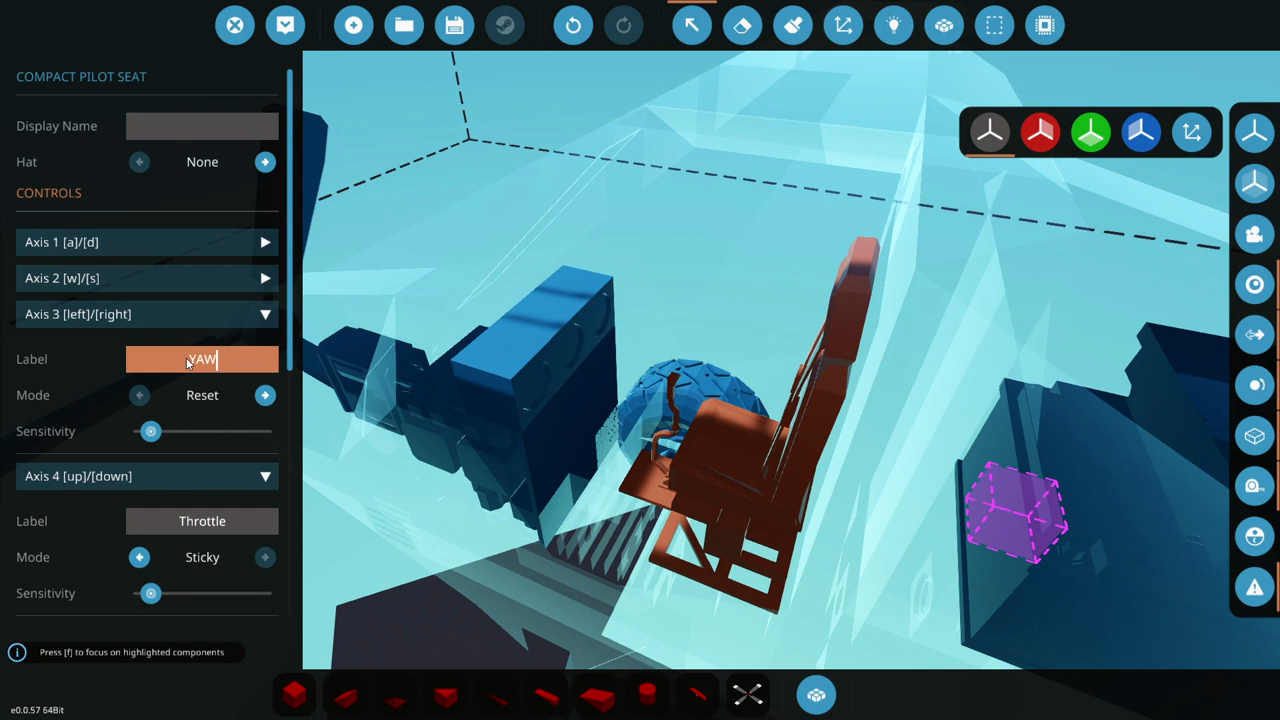 COMPACT PILOT SEAT
Display Name
Hat
None
CONTROLS
Axis 1 [a]/[d]
Axis 2 [w]/[s]
Axis 3 [left]/[right]
Label
YAW
Mode
Reset
Sensitivity
Axis 4 [up]/[down]
Label
Throttle
Mode
Sticky
Sensitivity
Press [f] to focus on highlighted components
e0.0.57 64Bit